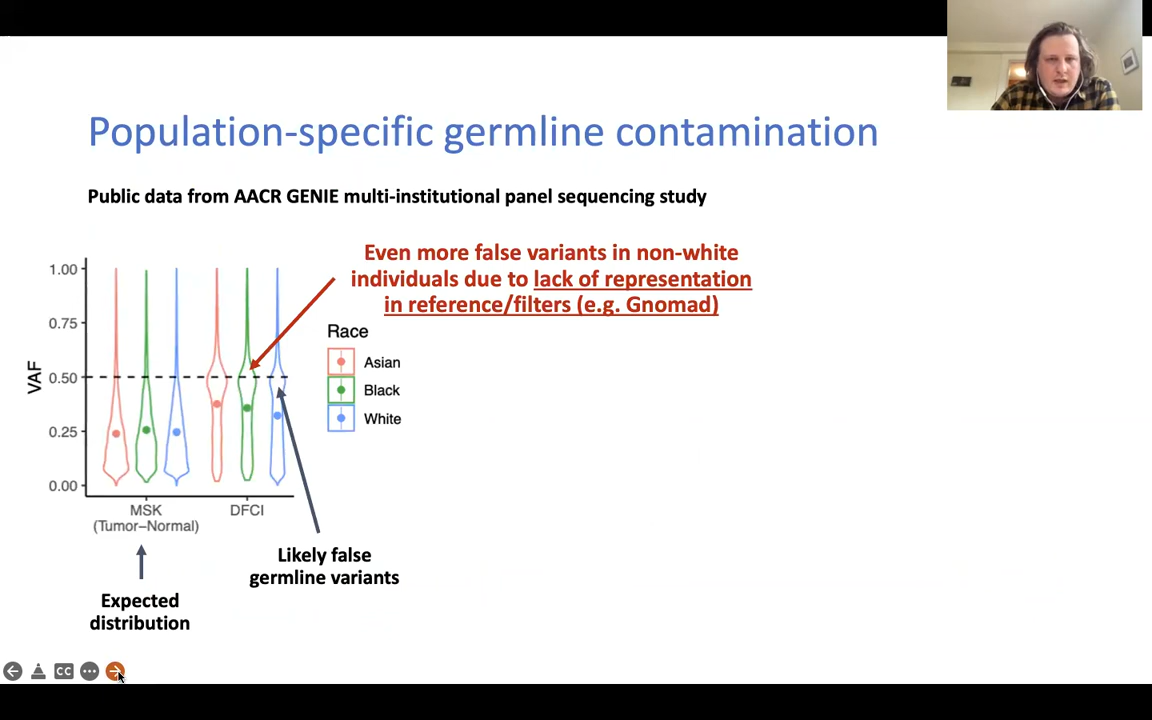 Population-specific germline contamination
Public data from AACR GENIE multi-institutional panel sequencing study
Even more false variants in non-white
individuals due to lack of representation
in reference/filters (e.g. Gnomad)
1.00
0.75
0.50
0.25
0.00
VAF
Race
Asian
Black
White
MSK
(Tumor−Normal)
DFCI
Likely false
germline variants
Expected
distribution
CC